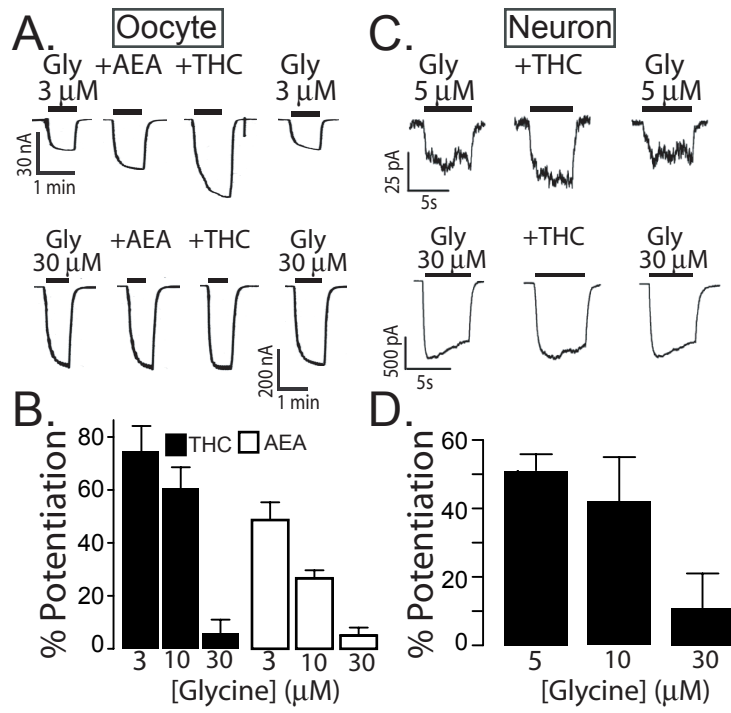 A. Oocyte
Gly +AEA +THC Gly
3 μM 3 μM
30 nA
1 min
Gly +AEA +THC Gly
30 μM 30 μM
200 nA
1 min
C. Neuron
Gly +THC Gly
5 μM 5 μM
25 pA
5s
Gly +THC Gly
30 μM 30 μM
500 pA
5s
B.
% Potentiation
THC AEA
80
60
40
20
0
3 10 30 3 10 30
[Glycine] (μM)
D.
% Potentiation
60
40
20
0
5 10 30
[Glycine] (μM)